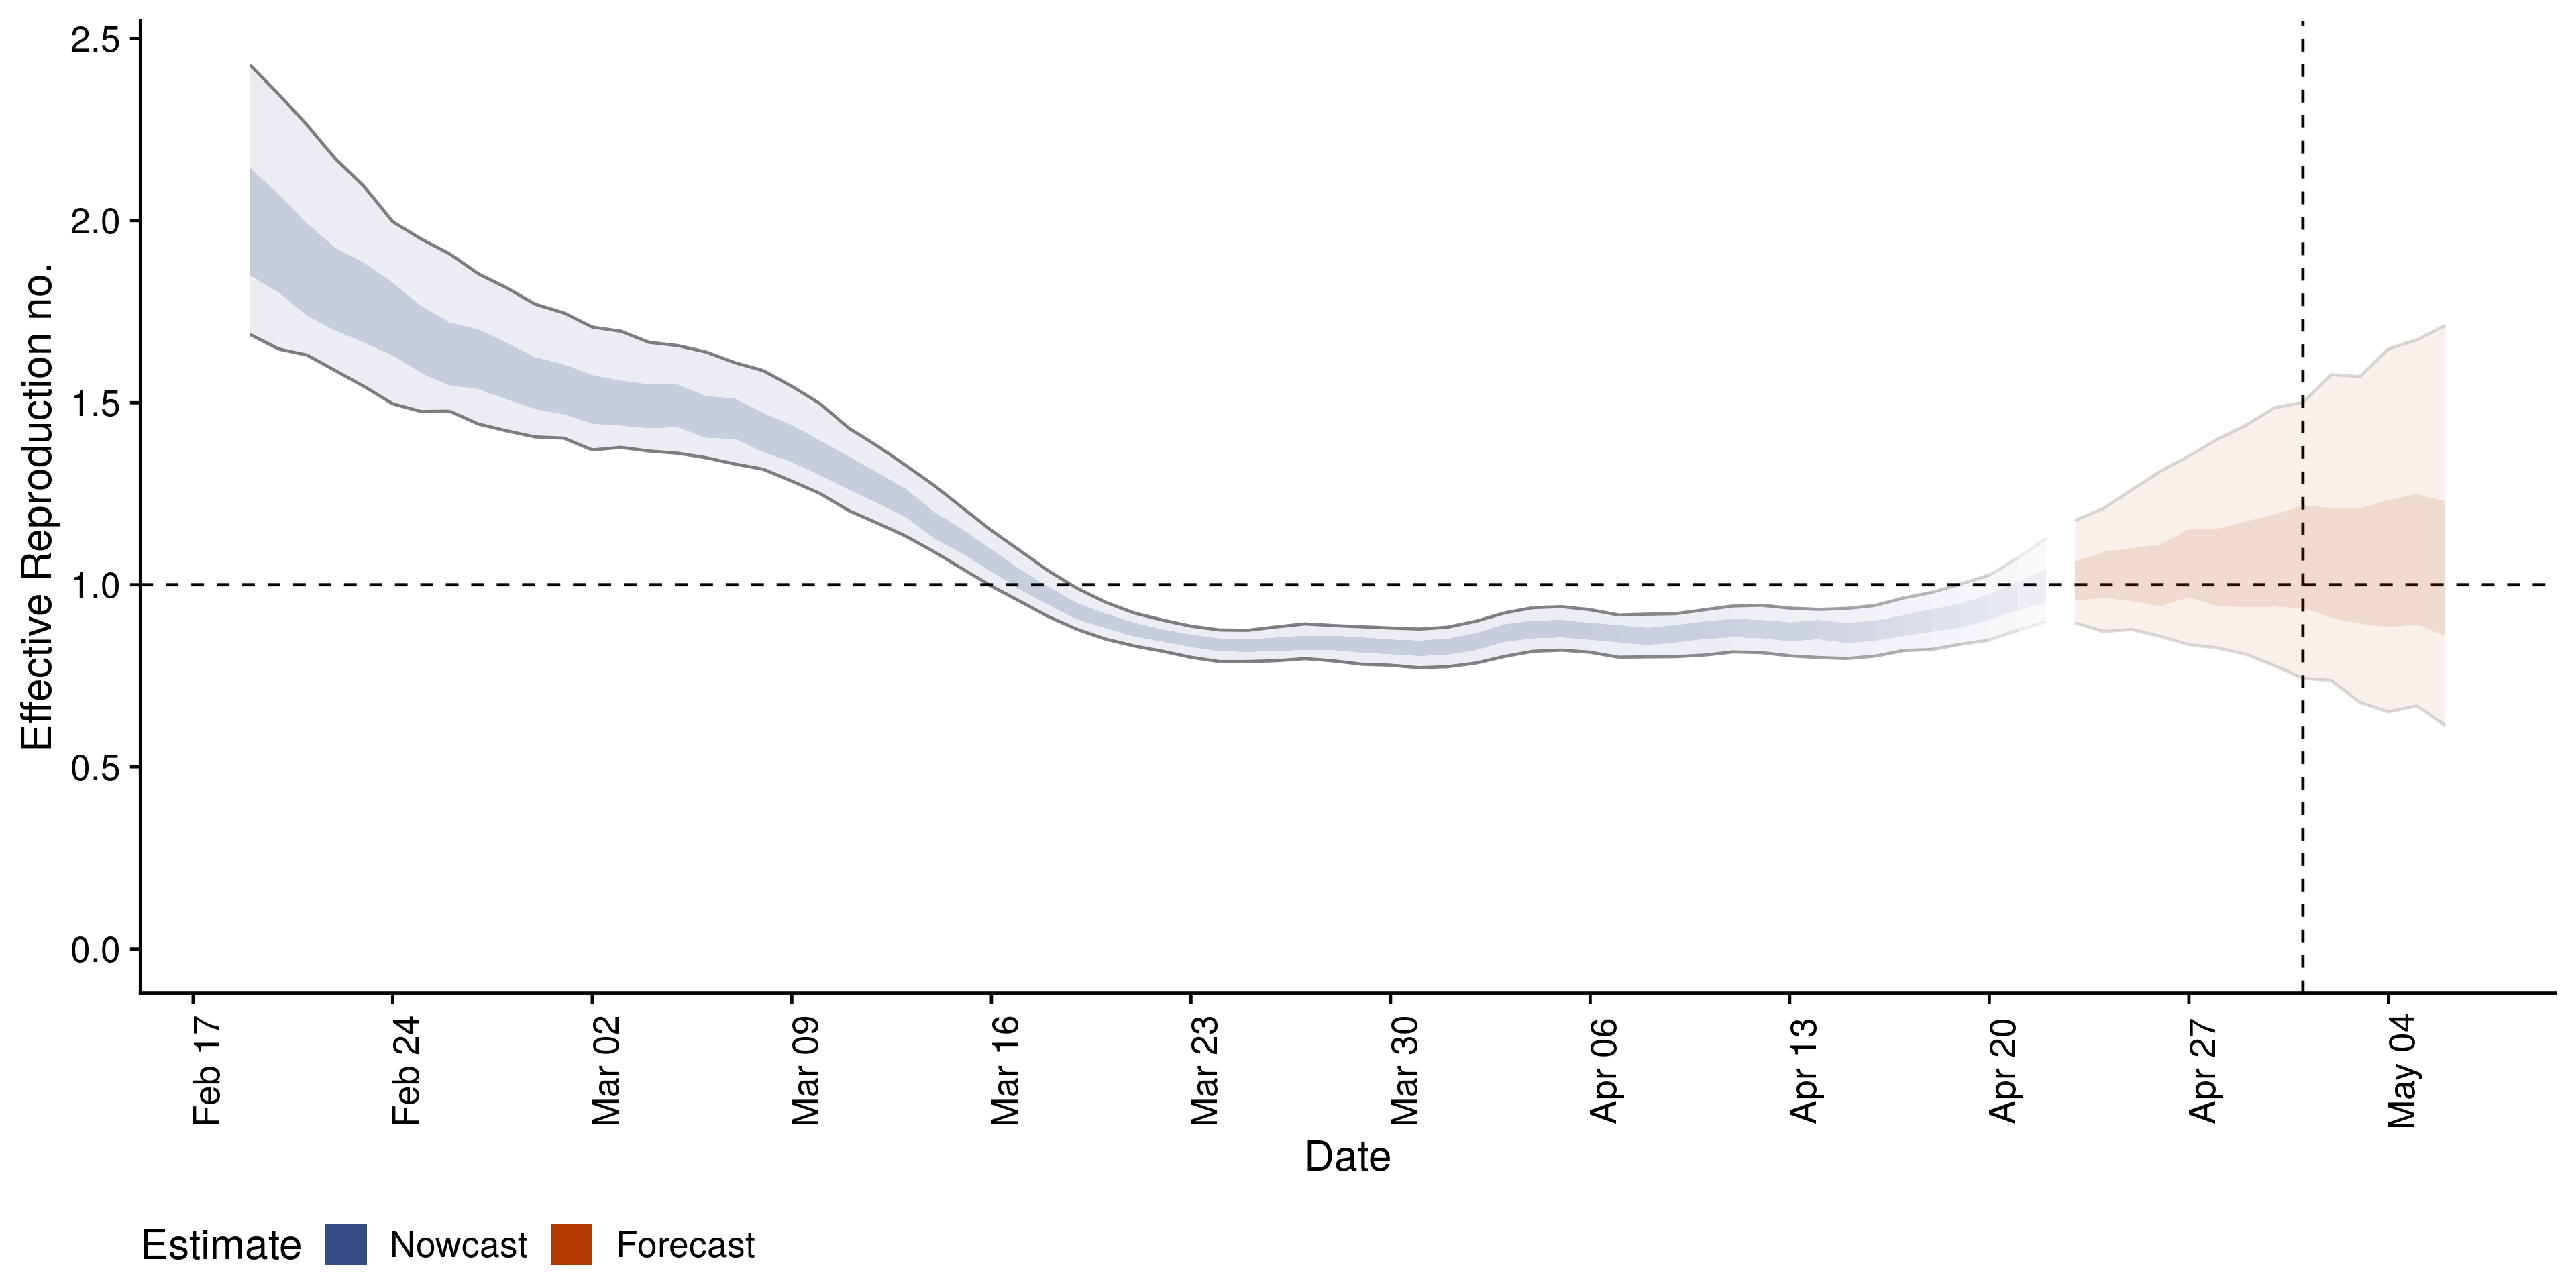 Effective Reproduction no.
2.5
2.0
1.5
1.0
0.5
0.0
Feb 17
Feb 24
Mar 02
Mar 09
Mar 16
Mar 23
Mar 30
Apr 06
Apr 13
Apr 20
Apr 27
May 04
Date
Estimate Nowcast Forecast